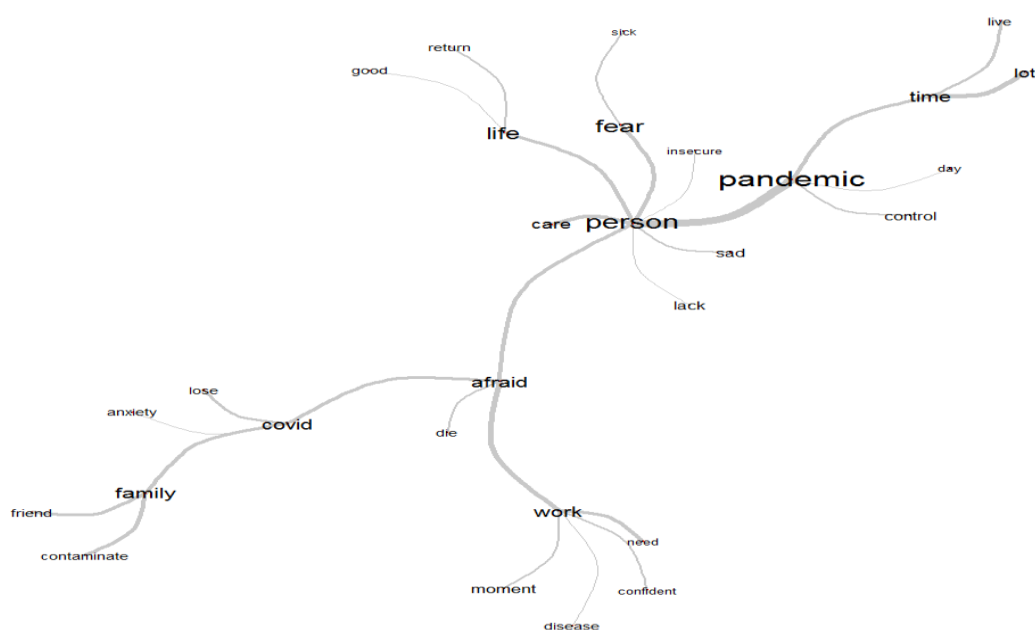 live
sick
return
good
lot
time
life
fear
insecure
day
pandemic
control
care
person
sad
lack
afraid
lose
anxiety
covid
die
family
friend
work
need
contaminate
moment
confident
disease